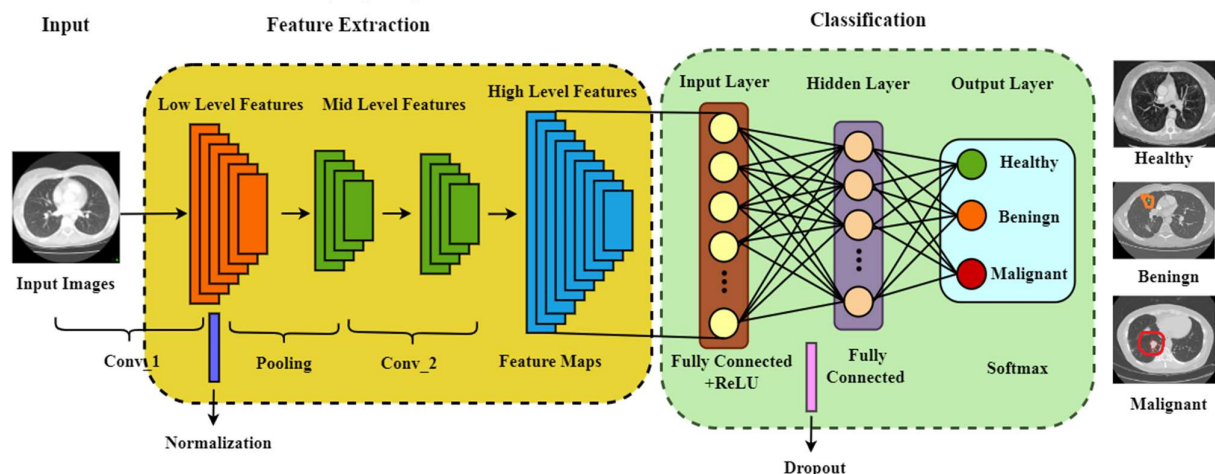 Input
Feature Extraction
Classification
Low Level Features
Mid Level Features
High Level Features
Input Layer
Hidden Layer
Output Layer
Healthy
Beningn
Malignant
Input Images
Conv_1
Pooling
Conv_2
Feature Maps
Fully Connected
+ReLU
Fully
Connected
Softmax
Normalization
Dropout
Healthy
Beningn
Malignant